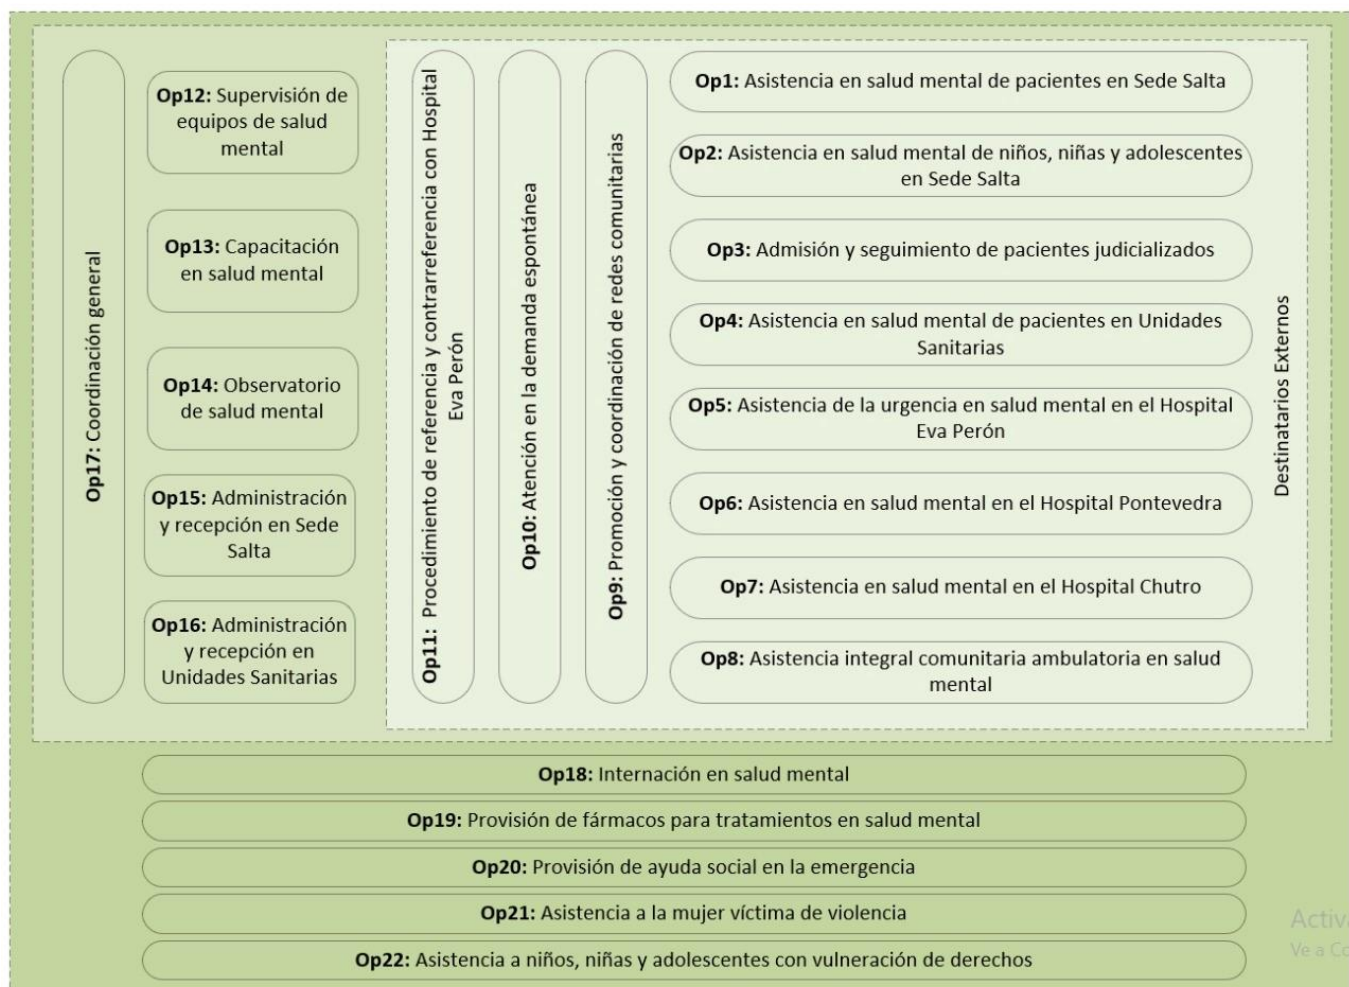 Op17: Coordinación general
Op12: Supervisión de
equipos de salud
mental
Op13: Capacitación
en salud mental
Op14: Observatorio
de salud mental
Op15: Administración
y recepción en Sede
Salta
Op16: Administración
y recepción en
Unidades Sanitarias
Op11: Procedimiento de referencia y contrarreferencia con Hospital
Eva Perón
Op10: Atención en la demanda espontánea
Op9: Promoción y coordinación de redes comunitarias
Op1: Asistencia en salud mental de pacientes en Sede Salta
Op2: Asistencia en salud mental de niños, niñas y adolescentes
en Sede Salta
Op3: Admisión y seguimiento de pacientes judicializados
Op4: Asistencia en salud mental de pacientes en Unidades
Sanitarias
Op5: Asistencia de la urgencia en salud mental en el Hospital
Eva Perón
Op6: Asistencia en salud mental en el Hospital Pontevedra
Op7: Asistencia en salud mental en el Hospital Chutro
Op8: Asistencia integral comunitaria ambulatoria en salud
mental
Destinatarios Externos
Op18: Internación en salud mental
Op19: Provisión de fármacos para tratamientos en salud mental
Op20: Provisión de ayuda social en la emergencia
Op21: Asistencia a la mujer víctima de violencia
Op22: Asistencia a niños, niñas y adolescentes con vulneración de derechos
Activa
Ve a Co